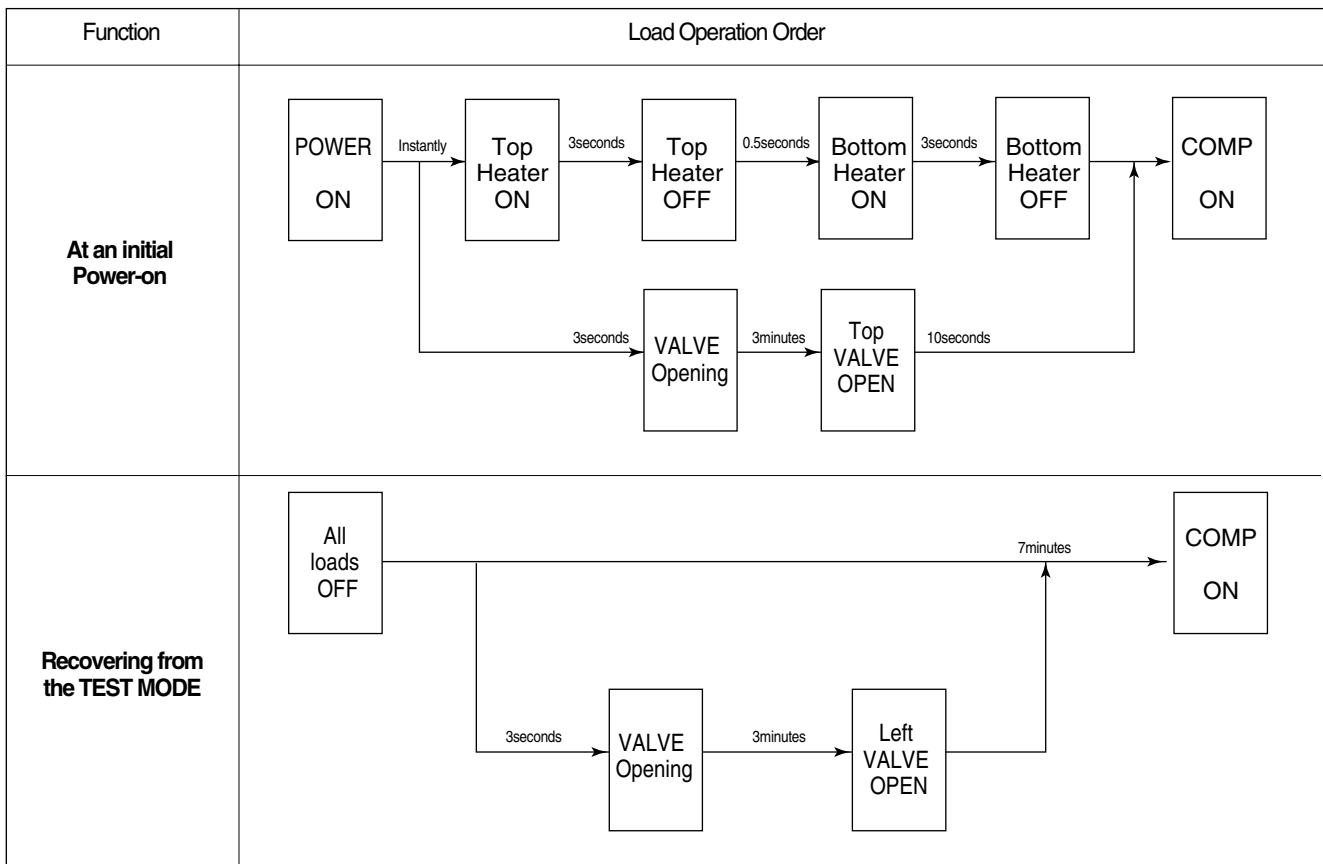 Function
Load Operation Order
At an initial
Power-on
POWER
ON
Instantly
Top
Heater
ON
3seconds
Top
Heater
OFF
0.5seconds
Bottom
Heater
ON
3seconds
Bottom
Heater
OFF
COMP
ON
3seconds
VALVE
Opening
3minutes
Top
VALVE
OPEN
10seconds
Recovering from
the TEST MODE
All
loads
OFF
7minutes
COMP
ON
3seconds
VALVE
Opening
3minutes
Left
VALVE
OPEN